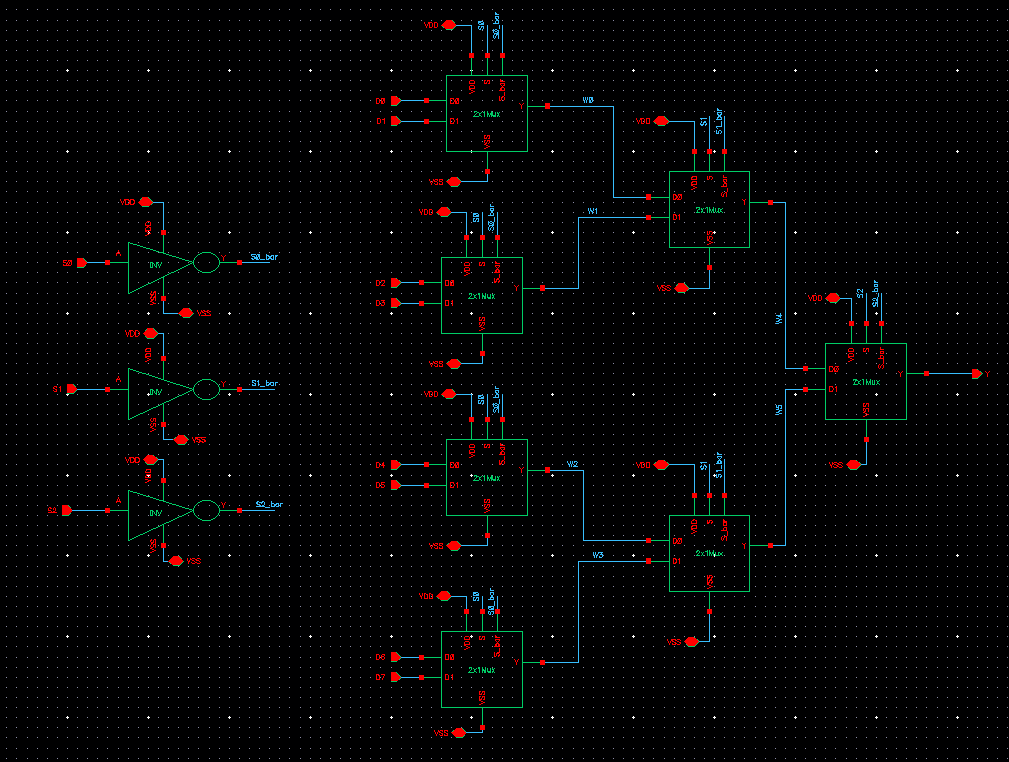 VDD
VDD
S0
A
INV
Y
S0_bar
VSS
VSS
VDD
VDD
S1
A
INV
Y
S1_bar
VSS
VSS
VDD
VDD
S2
A
INV
Y
S2_bar
VSS
VSS
VDD
S0
S0_bar
VDD
S
S_bar
D0
D0
2x1Mux
Y
W0
D1
D1
VSS
VSS
VDD
S0
S0_bar
VDD
S
S_bar
D2
D0
2x1Mux
Y
W1
D3
D1
VSS
VSS
VDD
S0
S0_bar
VDD
S
S_bar
D4
D0
2x1Mux
Y
W2
D5
D1
VSS
VSS
VDD
S0
S0_bar
VDD
S
S_bar
D6
D0
2x1Mux
Y
W3
D7
D1
VSS
VSS
VDD
S1
S1_bar
VDD
S
S_bar
D0
2x1Mux
Y
W4
D1
VSS
VSS
VDD
S1
S1_bar
VDD
S
S_bar
D0
2x1Mux
Y
W5
D1
VSS
VSS
VDD
S2
S2_bar
VDD
S
S_bar
D0
2x1Mux
Y
Y
D1
VSS
VSS